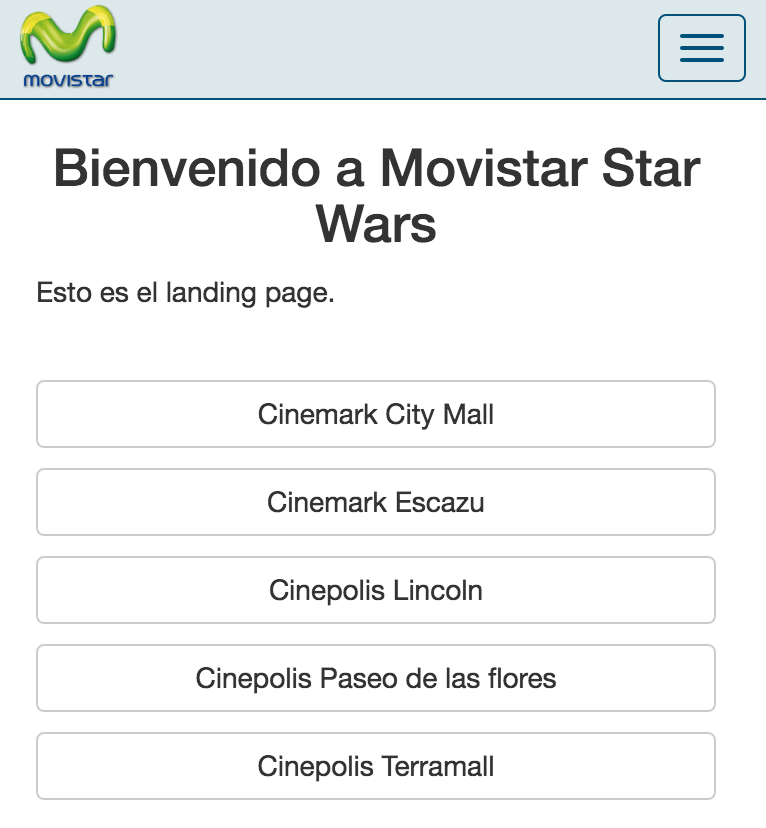 movistar
Bienvenido a Movistar Star
Wars
Esto es el landing page.
Cinemark City Mall
Cinemark Escazu
Cinepolis Lincoln
Cinepolis Paseo de las flores
Cinepolis Terramall